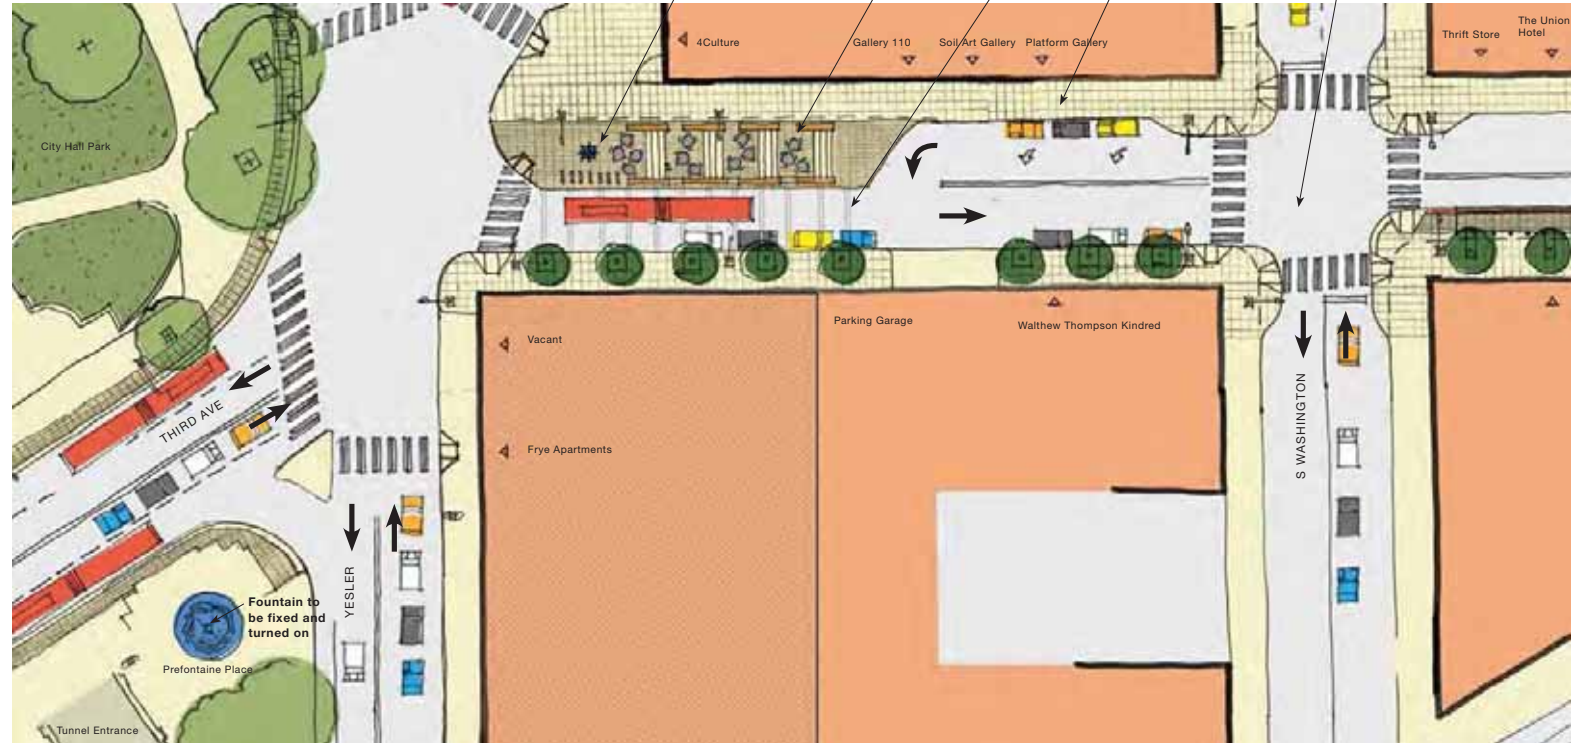 4Culture
Gallery 110
Soil Art Gallery
Platform Gallery
Thrift Store
The Union
Hotel
City Hall Park
Vacant
Parking Garage
Walthew Thompson Kindred
THIRD AVE
Frye Apartments
S WASHINGTON
YESLER
Fountain to
be fixed and
turned on
Prefontaine Place
Tunnel Entrance